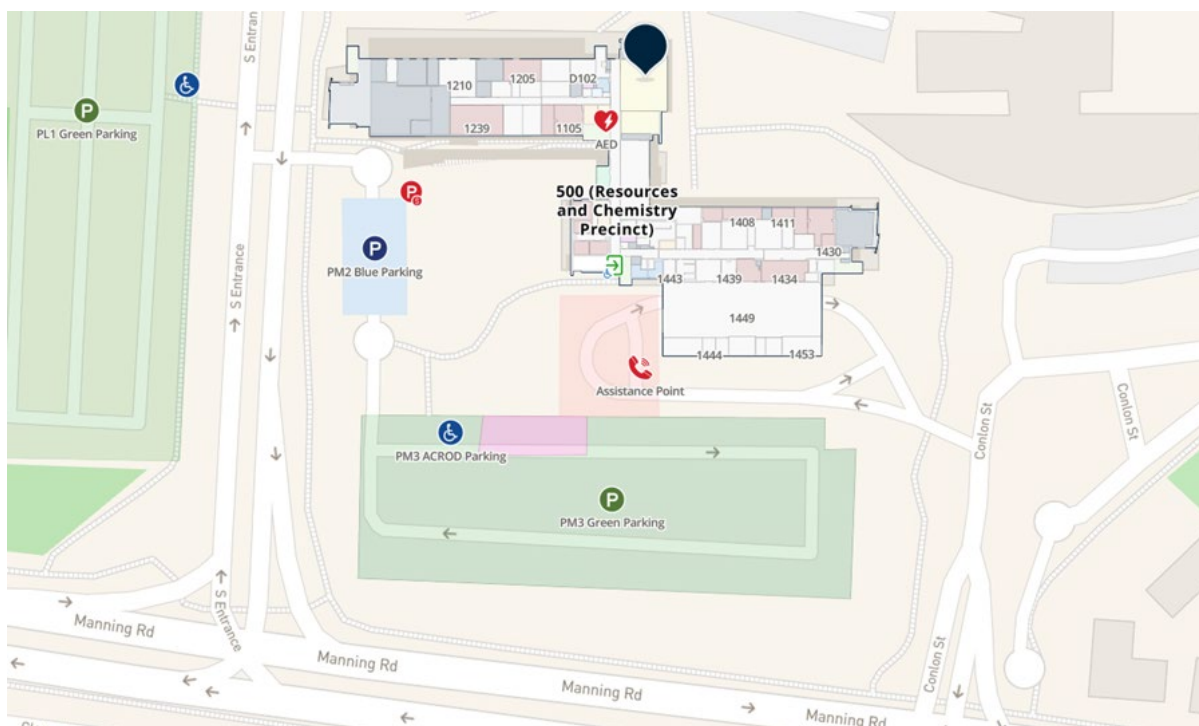 S Entrance
1210
1205
D102
P
PL1 Green Parking
1239
1105
AED
P
500 (Resources
and Chemistry
Precinct)
1408
1411
P
PM2 Blue Parking
S Entrance
1430
1443
1439
1434
1449
1444
1453
Assistance Point
Conlon St
Conlon St
PM3 ACROD Parking
P
PM3 Green Parking
S Entrance
Manning Rd
Manning Rd
Manning Rd
Conlon St
Manning Rd